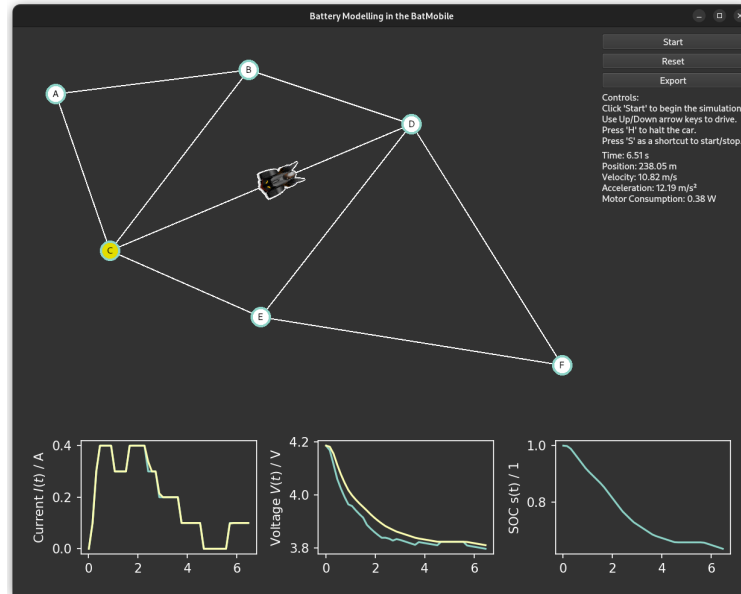 Battery Modelling in the BatMobile
Start
Reset
Export
Controls:
Click 'Start' to begin the simulation
Use Up/Down arrow keys to drive.
Press 'H' to halt the car.
Press 'S' as a shortcut to start/stop.
Time: 6.51 s
Position: 238.05 m
Velocity: 10.82 m/s
Acceleration: 12.19 m/s²
Motor Consumption: 0.38 W
A
B
D
C
E
F
Current I(t) / A
0.4
0.2
0.0
0 2 4 6
Voltage V(t) / V
4.2
4.0
3.8
0 2 4 6
SOC s(t) / 1
1.0
0.8
0 2 4 6